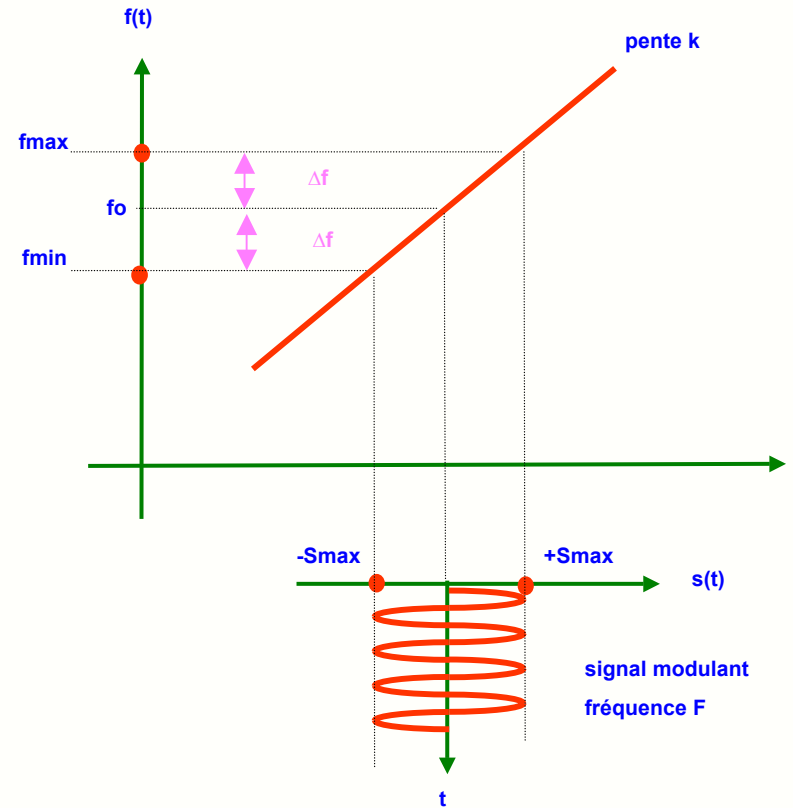 f(t)
pente k
fmax
Δf
fo
Δf
fmin
-Smax
+Smax
s(t)
signal modulant
fréquence F
t